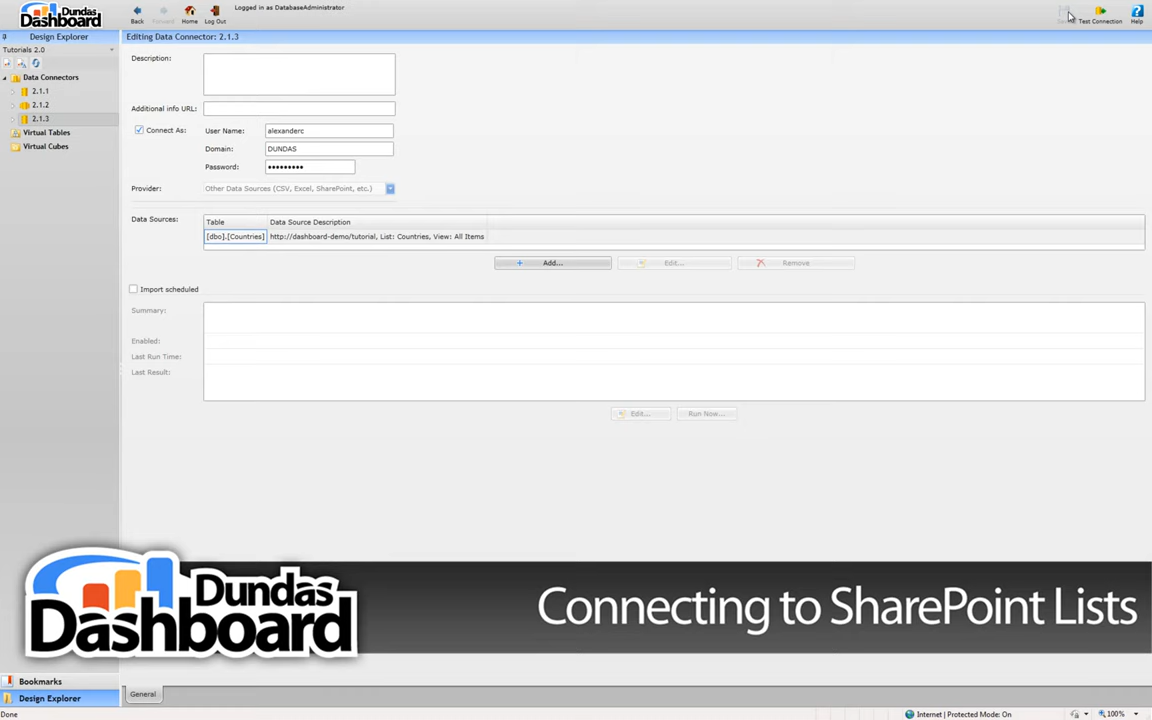 Dundas
Dashboard
Back
Forward
Home
Log Out
Logged in as DatabaseAdministrator
Test Connection
Help
Design Explorer
Editing Data Connector: 2.1.3
Tutorials 2.0
Data Connectors
2.1.1
2.1.2
2.1.3
Virtual Tables
Virtual Cubes
Description:
Additional info URL:
Connect As:
User Name:
alexanderc
Domain:
DUNDAS
Password:
•••••••••
Provider:
Other Data Sources (CSV, Excel, SharePoint, etc.)
Data Sources:
Table
Data Source Description
[dbo].[Countries]
http://dashboard-demo/tutorial, List: Countries, View: All Items
Add...
Edit...
Remove
Import scheduled
Summary:
Enabled:
Last Run Time:
Last Result:
Edit...
Run Now...
Dundas
Dashboard
Connecting to SharePoint Lists
Bookmarks
Design Explorer
General
Done
Internet | Protected Mode: On
100%